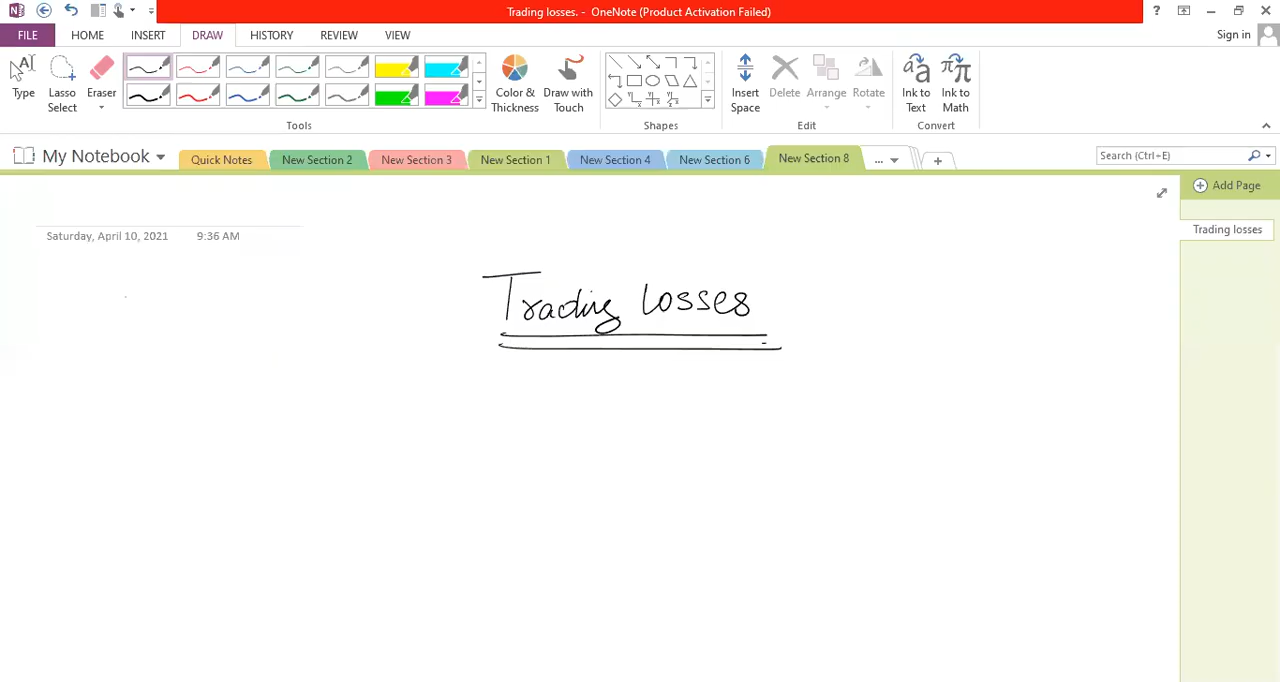 Trading losses. - OneNote (Product Activation Failed)
?
FILE HOME INSERT DRAW HISTORY REVIEW VIEW
Sign in
Type
Lasso Select
Eraser
Color & Thickness
Draw with Touch
Insert Space
Delete
Arrange
Rotate
Ink to Text
Ink to Math
Tools Shapes Edit Convert
My Notebook
Quick Notes New Section 2 New Section 3 New Section 1 New Section 4 New Section 6 New Section 8 ...
Search (Ctrl+E)
Add Page
Trading losses
Saturday, April 10, 2021 9:36 AM
Trading losses